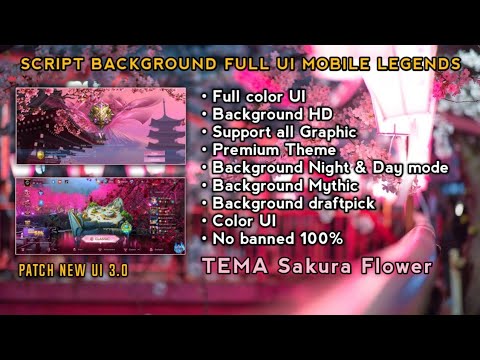 SCRIPT BACKGROUND FULL UI MOBILE LEGENDS
• Full color UI
• Background HD
• Support all Graphic
• Premium Theme
• Background Night & Day mode
• Background Mythic
• Background draftpick
• Color UI
• No banned 100%
PATCH NEW UI 3.0
TEMA Sakura Flower